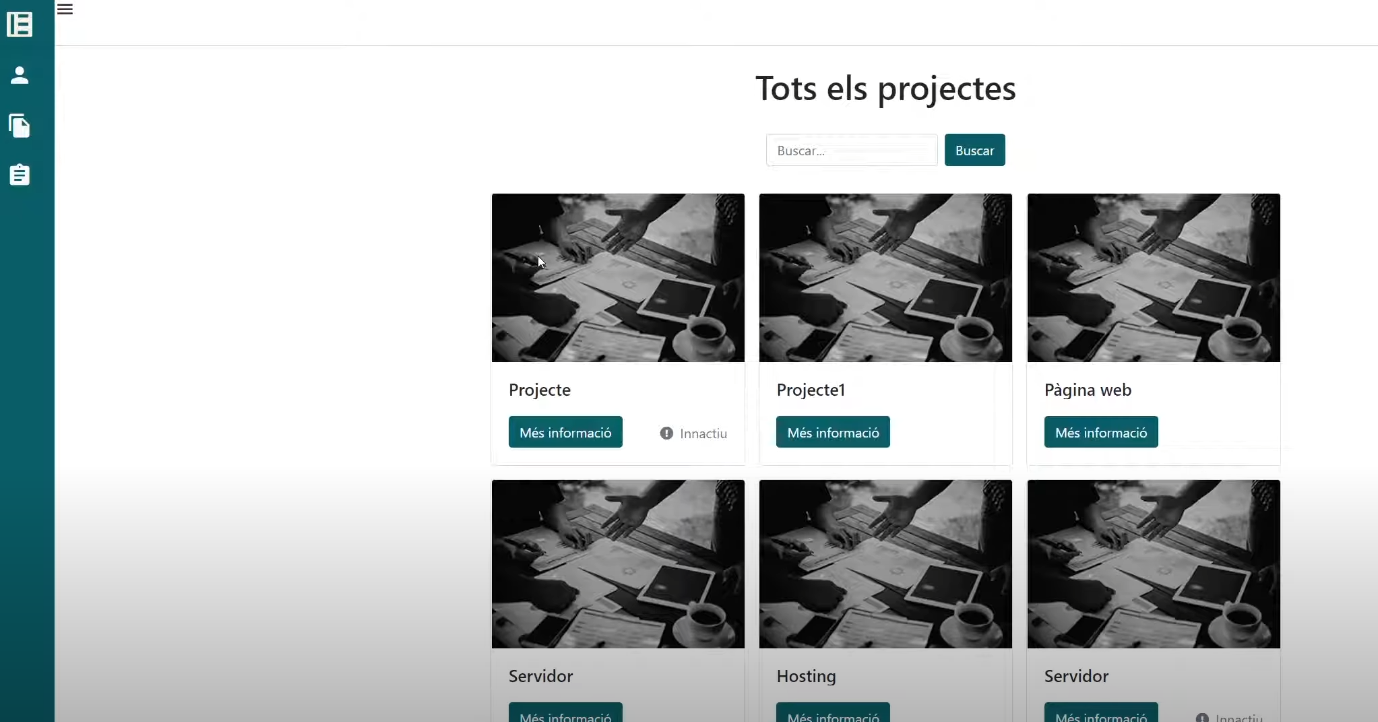 Tots els projectes
Buscar...
Buscar
Projecte
Més informació
Innactiu
Projecte1
Més informació
Pàgina web
Més informació
Servidor
Més informació
Hosting
Més informació
Servidor
Més informació
Innactiu